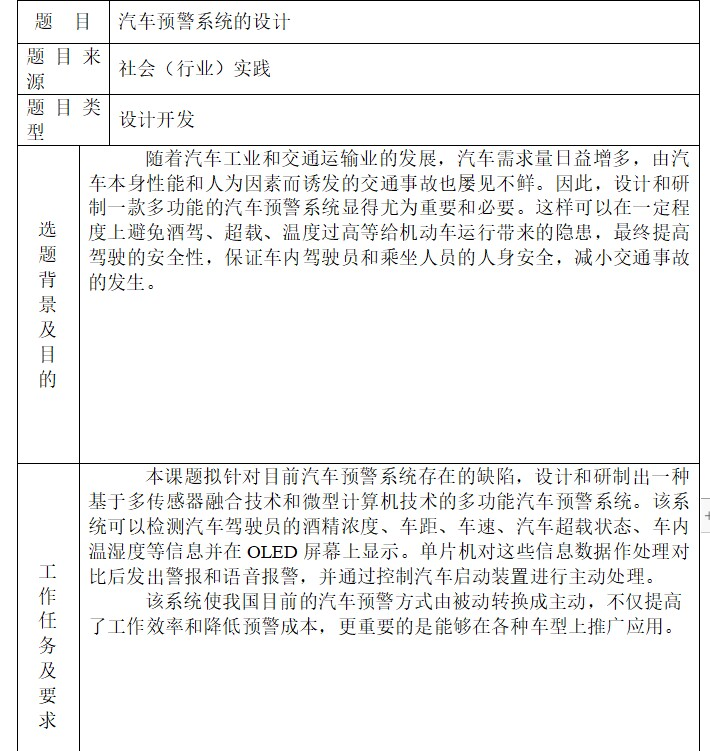 题 目 汽车预警系统的设计
题目来源 社会（行业）实践
题目类型 设计开发
选题背景及目的
随着汽车工业和交通运输业的发展，汽车需求量日益增多，由汽
车本身性能和人为因素而诱发的交通事故也屡见不鲜。因此，设计和研
制一款多功能的汽车预警系统显得尤为重要和必要。这样可以在一定程
度上避免酒驾、超载、温度过高等给机动车运行带来的隐患，最终提高
驾驶的安全性，保证车内驾驶员和乘坐人员的人身安全，减小交通事故
的发生。
工作任务及要求
本课题拟针对目前汽车预警系统存在的缺陷，设计和研制出一种
基于多传感器融合技术和微型计算机技术的多功能汽车预警系统。该系
统可以检测汽车驾驶员的酒精浓度、车距、车速、汽车超载状态、车内
温湿度等信息并在 OLED 屏幕上显示。单片机对这些信息数据作处理对
比后发出警报和语音报警，并通过控制汽车启动装置进行主动处理。
该系统使我国目前的汽车预警方式由被动转换成主动，不仅提高
了工作效率和降低预警成本，更重要的是能够在各种车型上推广应用。